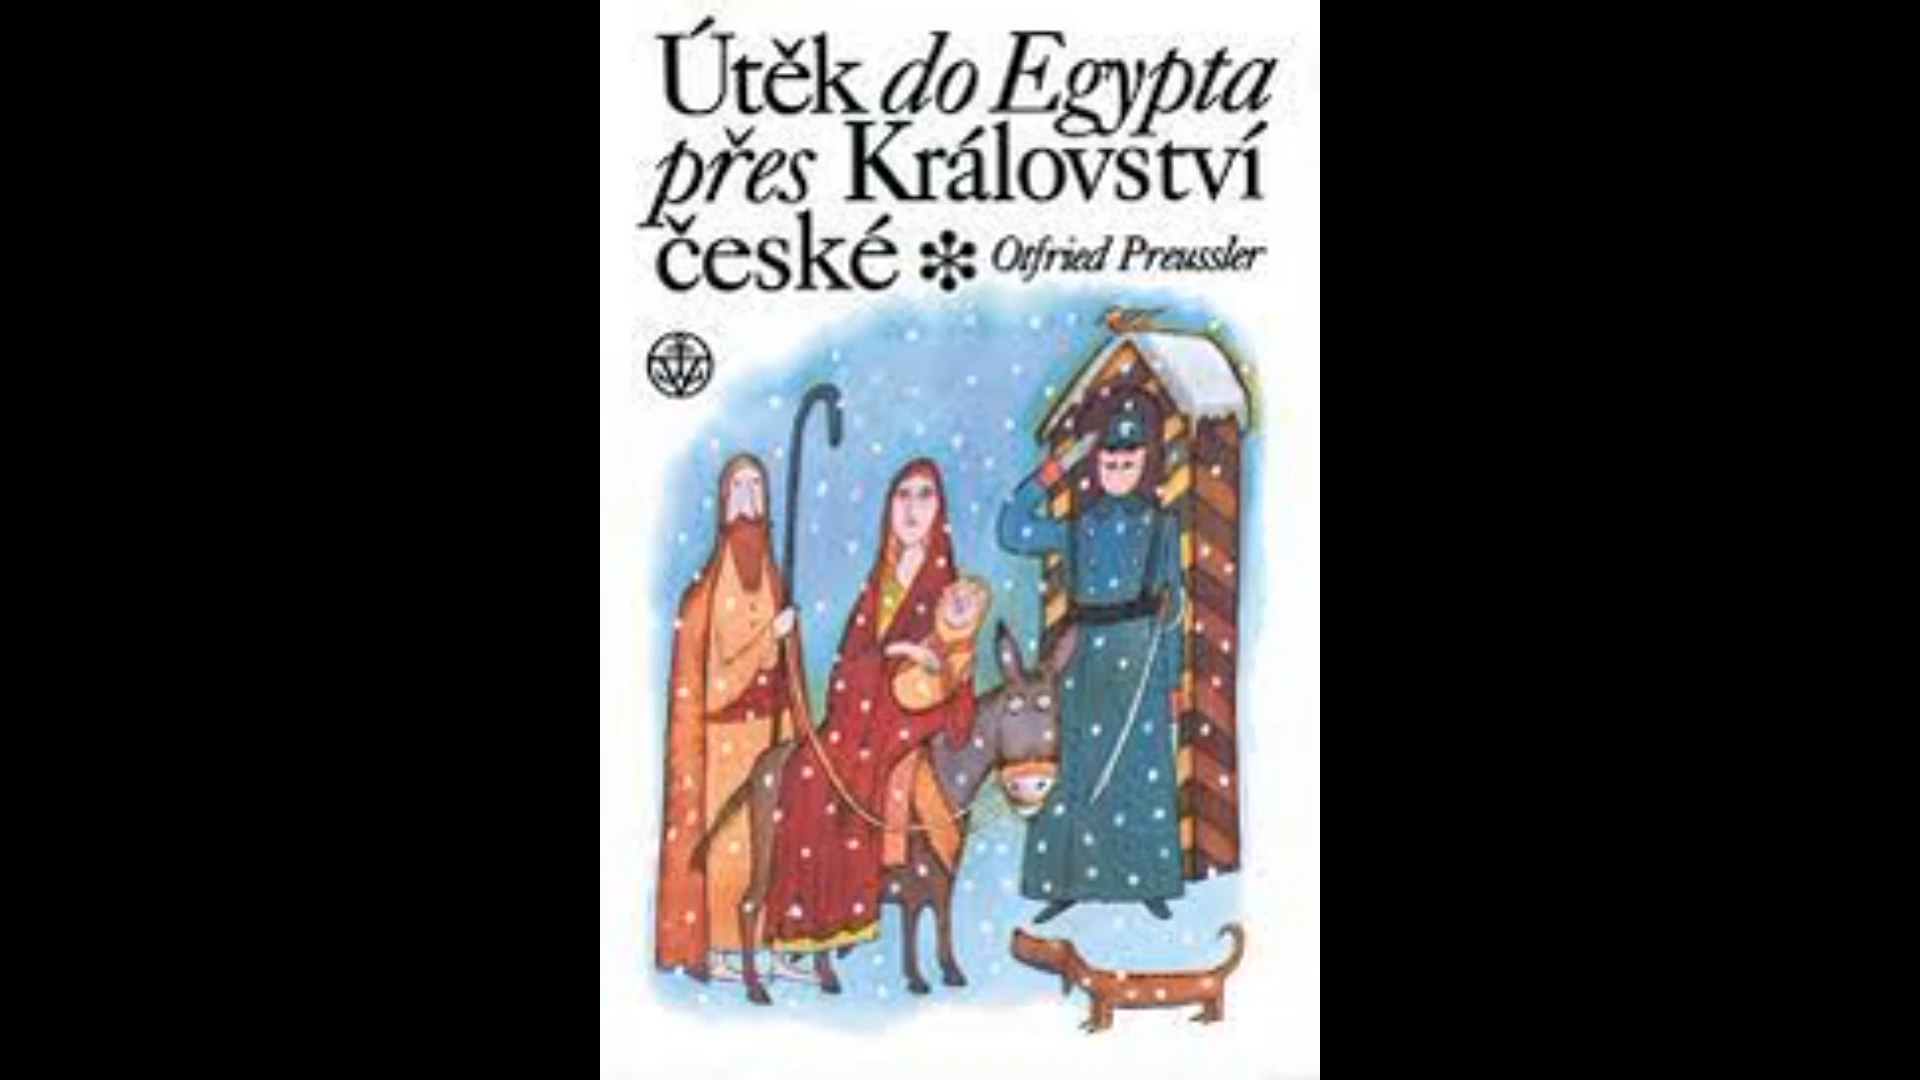 Útěk do Egypta
přes Království
české * Otfried Preussler